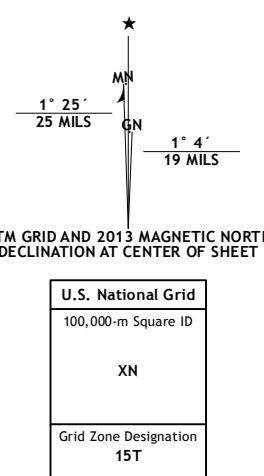 ★
MN
1° 25´
25 MILS
GN
1° 4´
19 MILS
TM GRID AND 2013 MAGNETIC NORTH
DECLINATION AT CENTER OF SHEET
U.S. National Grid
100,000-m Square ID
XN
Grid Zone Designation
15T